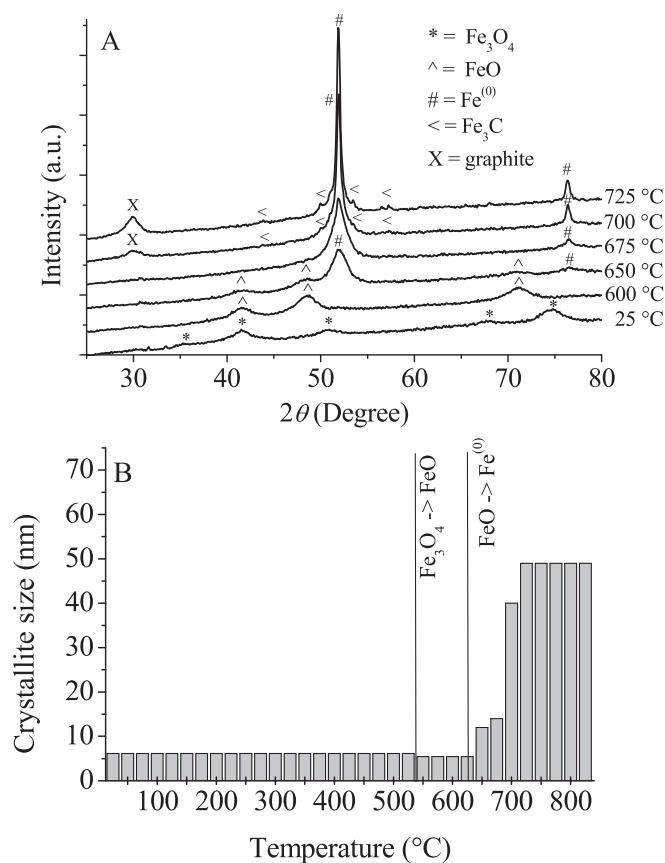 A
* = Fe3O4
^ = FeO
# = Fe(0)
< = Fe3C
X = graphite
Intensity (a.u.)
#
#
#
#
#
#
#
X
X
<
<
<
<
<
<
<
<
^
^
^
^
^
*
*
*
*
*
725 °C
700 °C
675 °C
650 °C
600 °C
25 °C
30 40 50 60 70 80
2θ (Degree)
B
Crystallite size (nm)
70
60
50
40
30
20
10
0
Fe3O4 -> FeO
FeO -> Fe(0)
100 200 300 400 500 600 700 800
Temperature (°C)